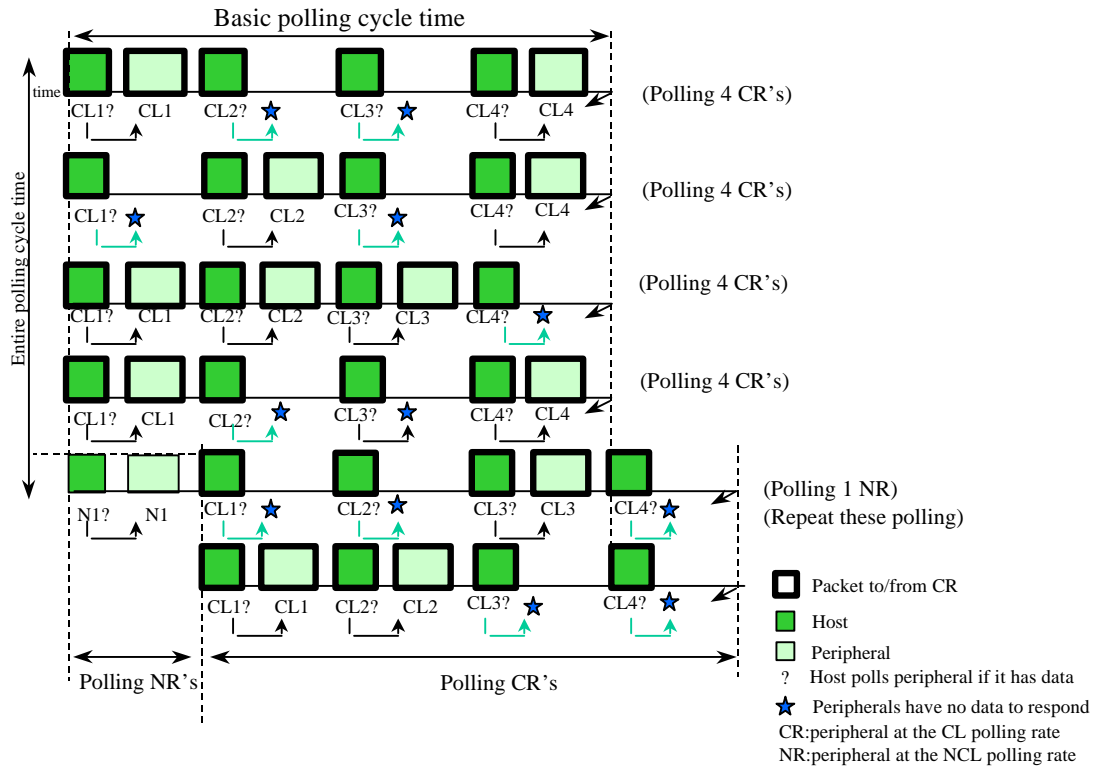 Basic polling cycle time
Entire polling cycle time
time
CL1? CL1 CL2? CL3? CL4? CL4
(Polling 4 CR's)
CL1? CL2? CL2 CL3? CL4? CL4
(Polling 4 CR's)
CL1? CL1 CL2? CL2 CL3? CL3 CL4?
(Polling 4 CR's)
CL1? CL1 CL2? CL3? CL4? CL4
(Polling 4 CR's)
N1? N1 CL1? CL2? CL3? CL3 CL4?
(Polling 1 NR)
(Repeat these polling)
CL1? CL1 CL2? CL2 CL3? CL4?
Polling NR's
Polling CR's
Packet to/from CR
Host
Peripheral
? Host polls peripheral if it has data
Peripherals have no data to respond
CR:peripheral at the CL polling rate
NR:peripheral at the NCL polling rate